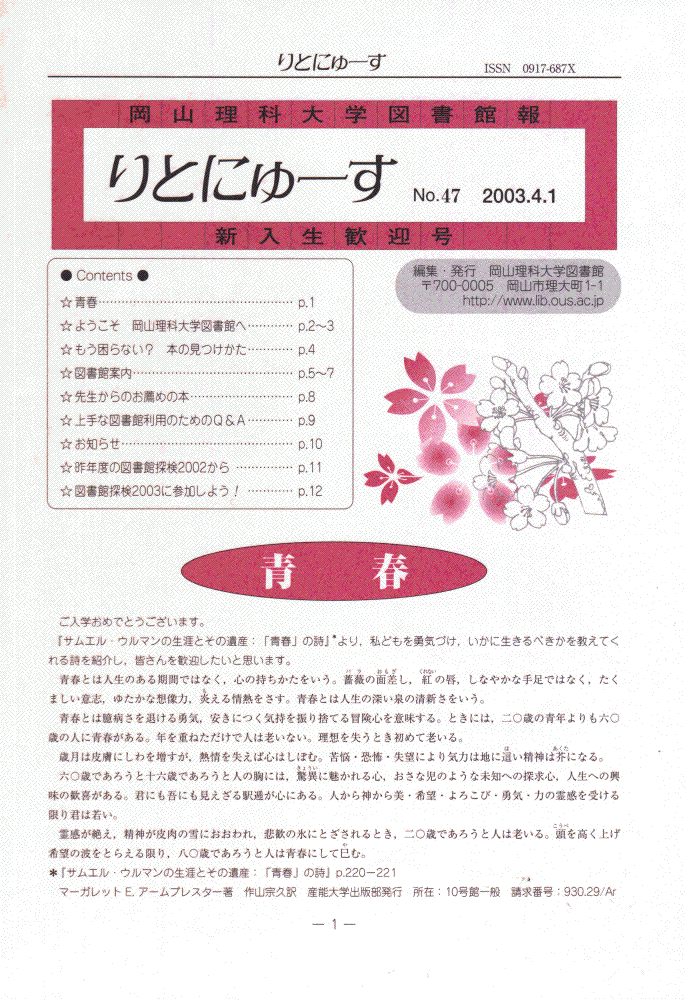 りとにゅーす
ISSN 0917-687X
岡山理科大学図書館報
りとにゅーす No.47 2003.4.1
新入生歓迎号
● Contents ●
☆青春…………………………………………… p.1
☆ようこそ 岡山理科大学図書館へ………… p.2～3
☆もう困らない？ 本の見つけかた………… p.4
☆図書館案内…………………………………… p.5～7
☆先生からのお薦めの本……………………… p.8
☆上手な図書館利用のためのＱ＆Ａ………… p.9
☆お知らせ……………………………………… p.10
☆昨年度の図書館探検2002から …………… p.11
☆図書館探検2003に参加しよう！ ………… p.12
編集・発行 岡山理科大学図書館
〒700-0005 岡山市理大町1-1
http://www.lib.ous.ac.jp
青春
ご入学おめでとうございます。
『サムエル・ウルマンの生涯とその遺産：「青春」の詩』*より，私どもを勇気づけ，いかに生きるべきかを教えてく
れる詩を紹介し，皆さんを歓迎したいと思います。
青春とは人生のある期間ではなく，心の持ちかたをいう。薔薇の面差し，紅の唇，しなやかな手足ではなく，たく
ましい意志，ゆたかな想像力，炎える情熱をさす。青春とは人生の深い泉の清新さをいう。
青春とは臆病さを退ける勇気，安きにつく気持を振り捨てる冒険心を意味する。ときには，二〇歳の青年よりも六〇
歳の人に青春がある。年を重ねただけで人は老いない。理想を失うとき初めて老いる。
歳月は皮膚にしわを増すが，熱情を失えば心はしぼむ。苦悩・恐怖・失望により気力は地に這い精神は芥になる。
六〇歳であろうと十六歳であろうと人の胸には，驚異に魅かれる心，おさな児のような未知への探求心，人生への興
味の歓喜がある。君にも吾にも見えざる駅逓が心にある。人から神から美・希望・よろこび・勇気・力の霊感を受ける
限り君は若い。
霊感が絶え，精神が皮肉の雪におおわれ，悲歎の氷にとざされるとき，二〇歳であろうと人は老いる。頭を高く上げ
希望の波をとらえる限り，八〇歳であろうと人は青春にして已む。
＊『サムエル・ウルマンの生涯とその遺産：「青春」の詩』p.220－221
マーガレットE.アームブレスター著 作山宗久訳 産能大学出版部発行 所在：10号館一般 請求番号：930.29/Ar
― 1 ―